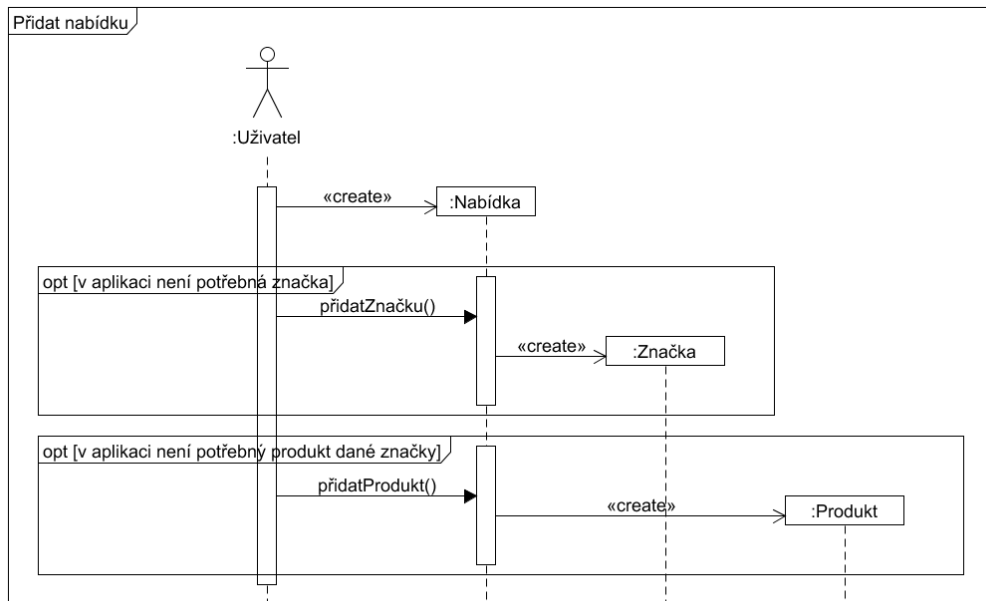 Přidat nabídku
:Uživatel
«create»
:Nabídka
opt [v aplikaci není potřebná značka]
přidatZnačku()
«create»
:Značka
opt [v aplikaci není potřebný produkt dané značky]
přidatProdukt()
«create»
:Produkt